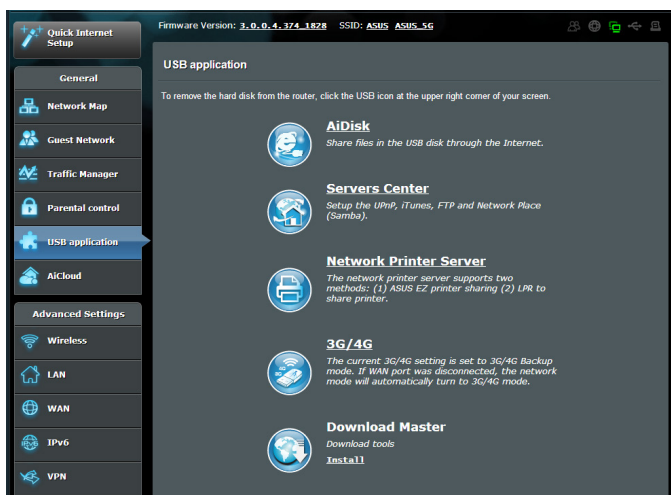 Quick Internet
Setup
Firmware Version: 3.0.0.4.374_1828 SSID: ASUS ASUS_5G
General
Network Map
Guest Network
Traffic Manager
Parental control
USB application
AiCloud
Advanced Settings
Wireless
LAN
WAN
IPv6
VPN
USB application
To remove the hard disk from the router, click the USB icon at the upper right corner of your screen.
AiDisk
Share files in the USB disk through the Internet.
Servers Center
Setup the UPnP, iTunes, FTP and Network Place
(Samba).
Network Printer Server
The network printer server supports two
methods: (1) ASUS EZ printer sharing (2) LPR to
share printer.
3G/4G
The current 3G/4G setting is set to 3G/4G Backup
mode. If WAN port was disconnected, the network
mode will automatically turn to 3G/4G mode.
Download Master
Download tools
Install